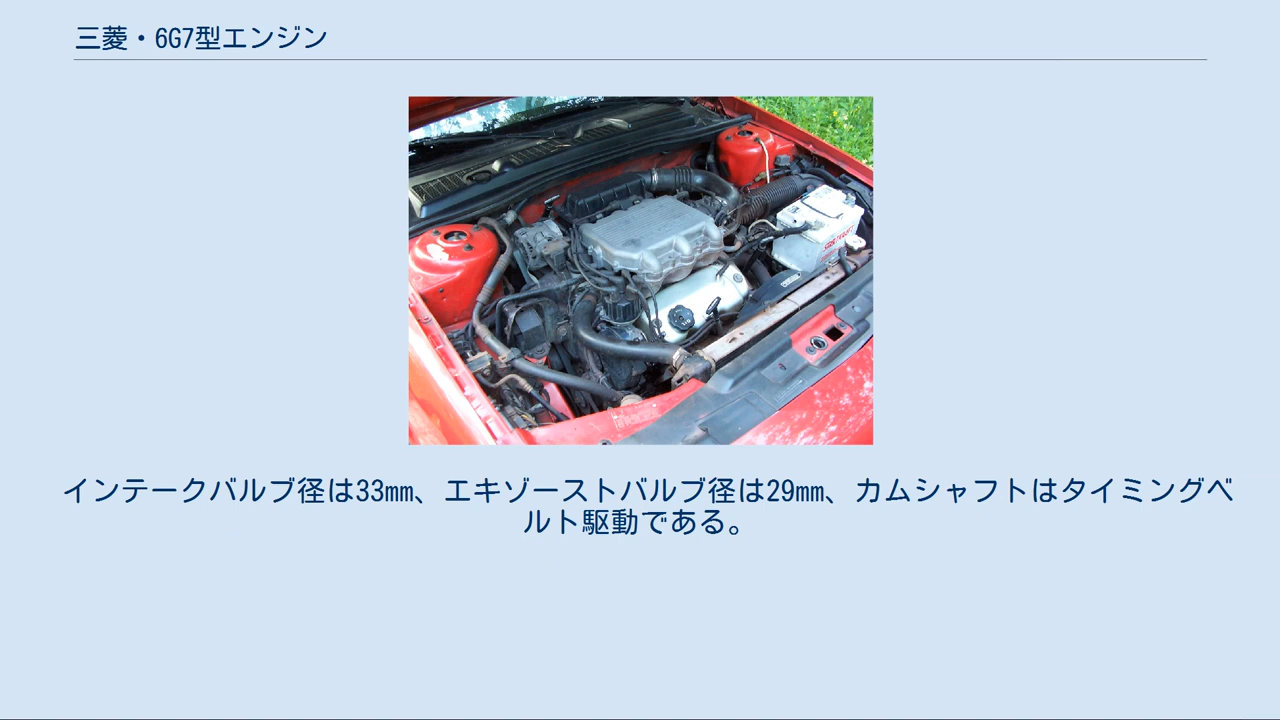 三菱・6G7型エンジン
インテークバルブ径は33mm、エキゾーストバルブ径は29mm、カムシャフトはタイミングベ
ルト駆動である。